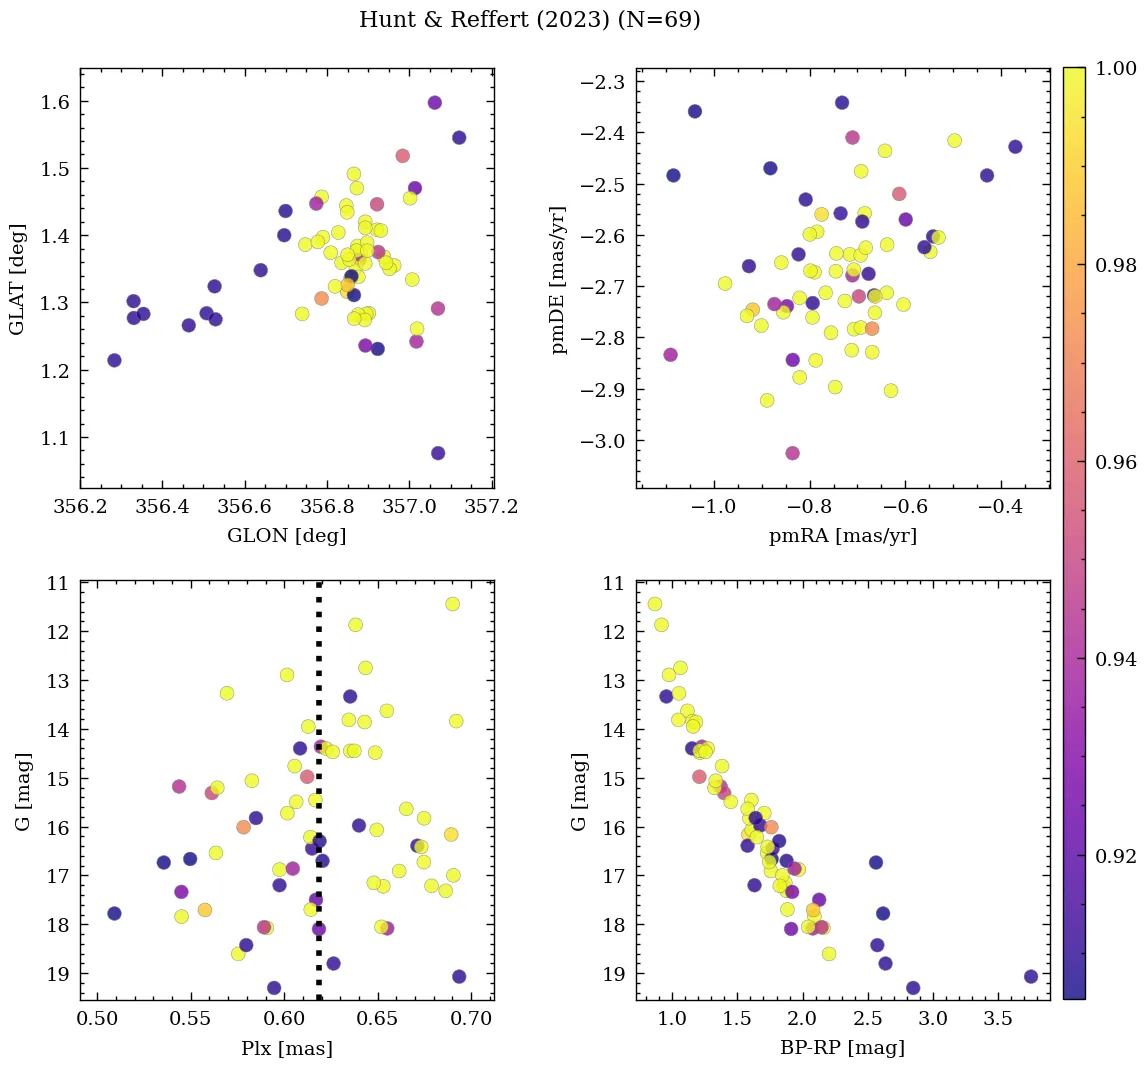 Hunt & Reffert (2023) (N=69)
1.6
1.5
1.4
1.3
1.2
1.1
GLAT [deg]
356.2 356.4 356.6 356.8 357.0 357.2
GLON [deg]
−2.3
−2.4
−2.5
−2.6
−2.7
−2.8
−2.9
−3.0
pmDE [mas/yr]
−1.0 −0.8 −0.6 −0.4
pmRA [mas/yr]
11
12
13
14
15
16
17
18
19
G [mag]
0.50 0.55 0.60 0.65 0.70
Plx [mas]
11
12
13
14
15
16
17
18
19
G [mag]
1.0 1.5 2.0 2.5 3.0 3.5
BP-RP [mag]
1.00
0.98
0.96
0.94
0.92